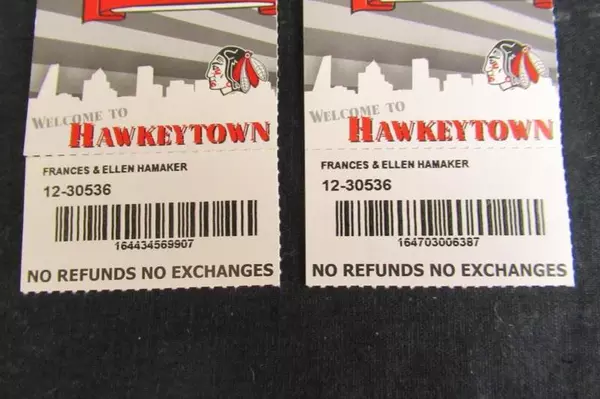 WELCOME TO
HAWKEYTOWN
FRANCES & ELLEN HAMAKER
12-30536
164434569907
NO REFUNDS NO EXCHANGES
WELCOME TO
HAWKEYTOWN
FRANCES & ELLEN HAMAKER
12-30536
164703006387
NO REFUNDS NO EXCHANGES